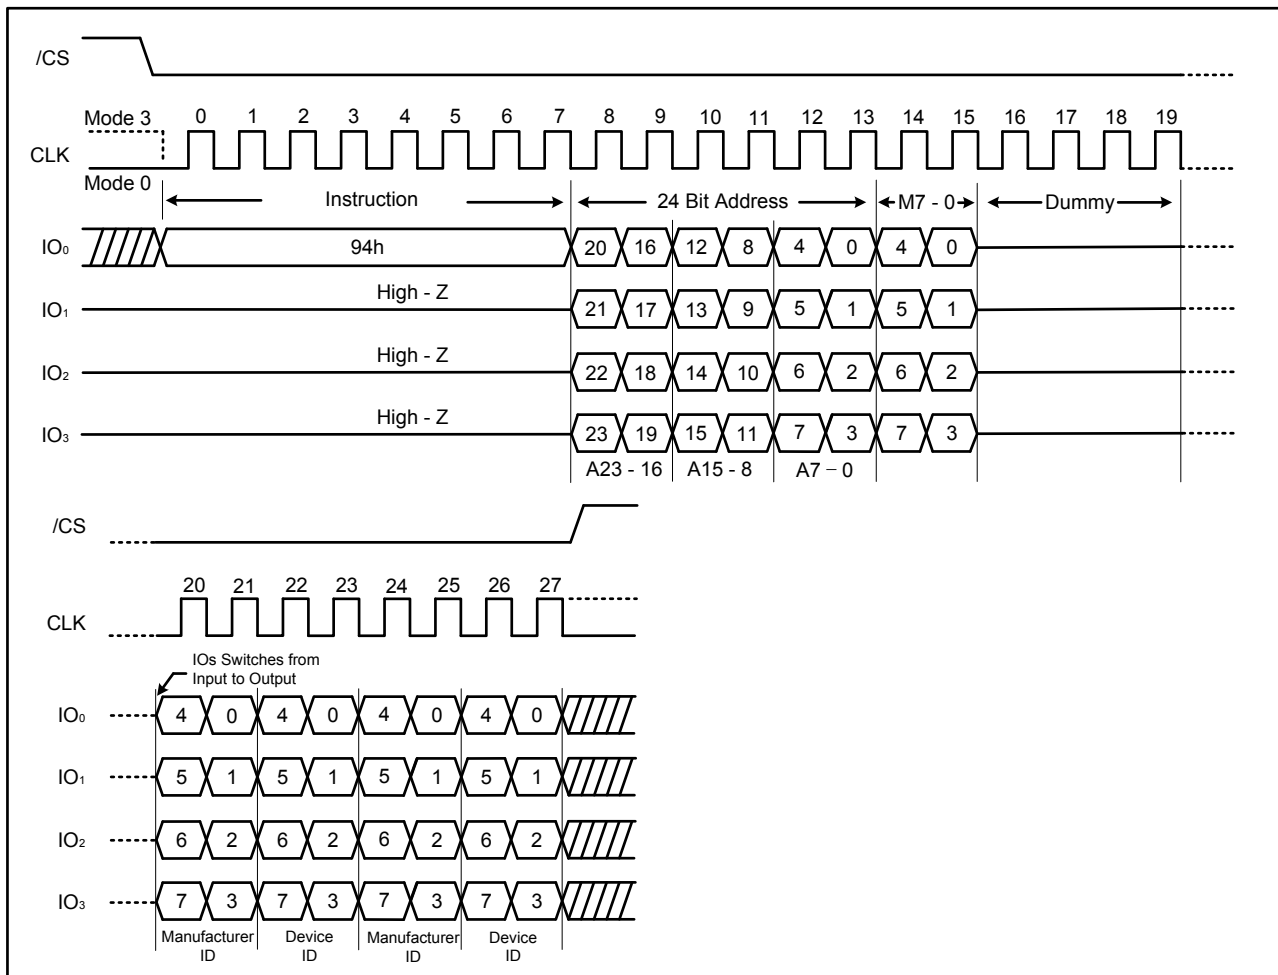 /CS
Mode 3 0 1 2 3 4 5 6 7 8 9 10 11 12 13 14 15 16 17 18 19
CLK
Mode 0
Instruction 24 Bit Address M7 - 0 Dummy
IO0 94h 20 16 12 8 4 0 4 0
High - Z
IO1 21 17 13 9 5 1 5 1
High - Z
IO2 22 18 14 10 6 2 6 2
High - Z
IO3 23 19 15 11 7 3 7 3
A23 - 16 A15 - 8 A7 – 0
/CS
20 21 22 23 24 25 26 27
CLK
IOs Switches from
Input to Output
IO0 4 0 4 0 4 0 4 0
IO1 5 1 5 1 5 1 5 1
IO2 6 2 6 2 6 2 6 2
IO3 7 3 7 3 7 3 7 3
Manufacturer Device Manufacturer Device
ID ID ID ID